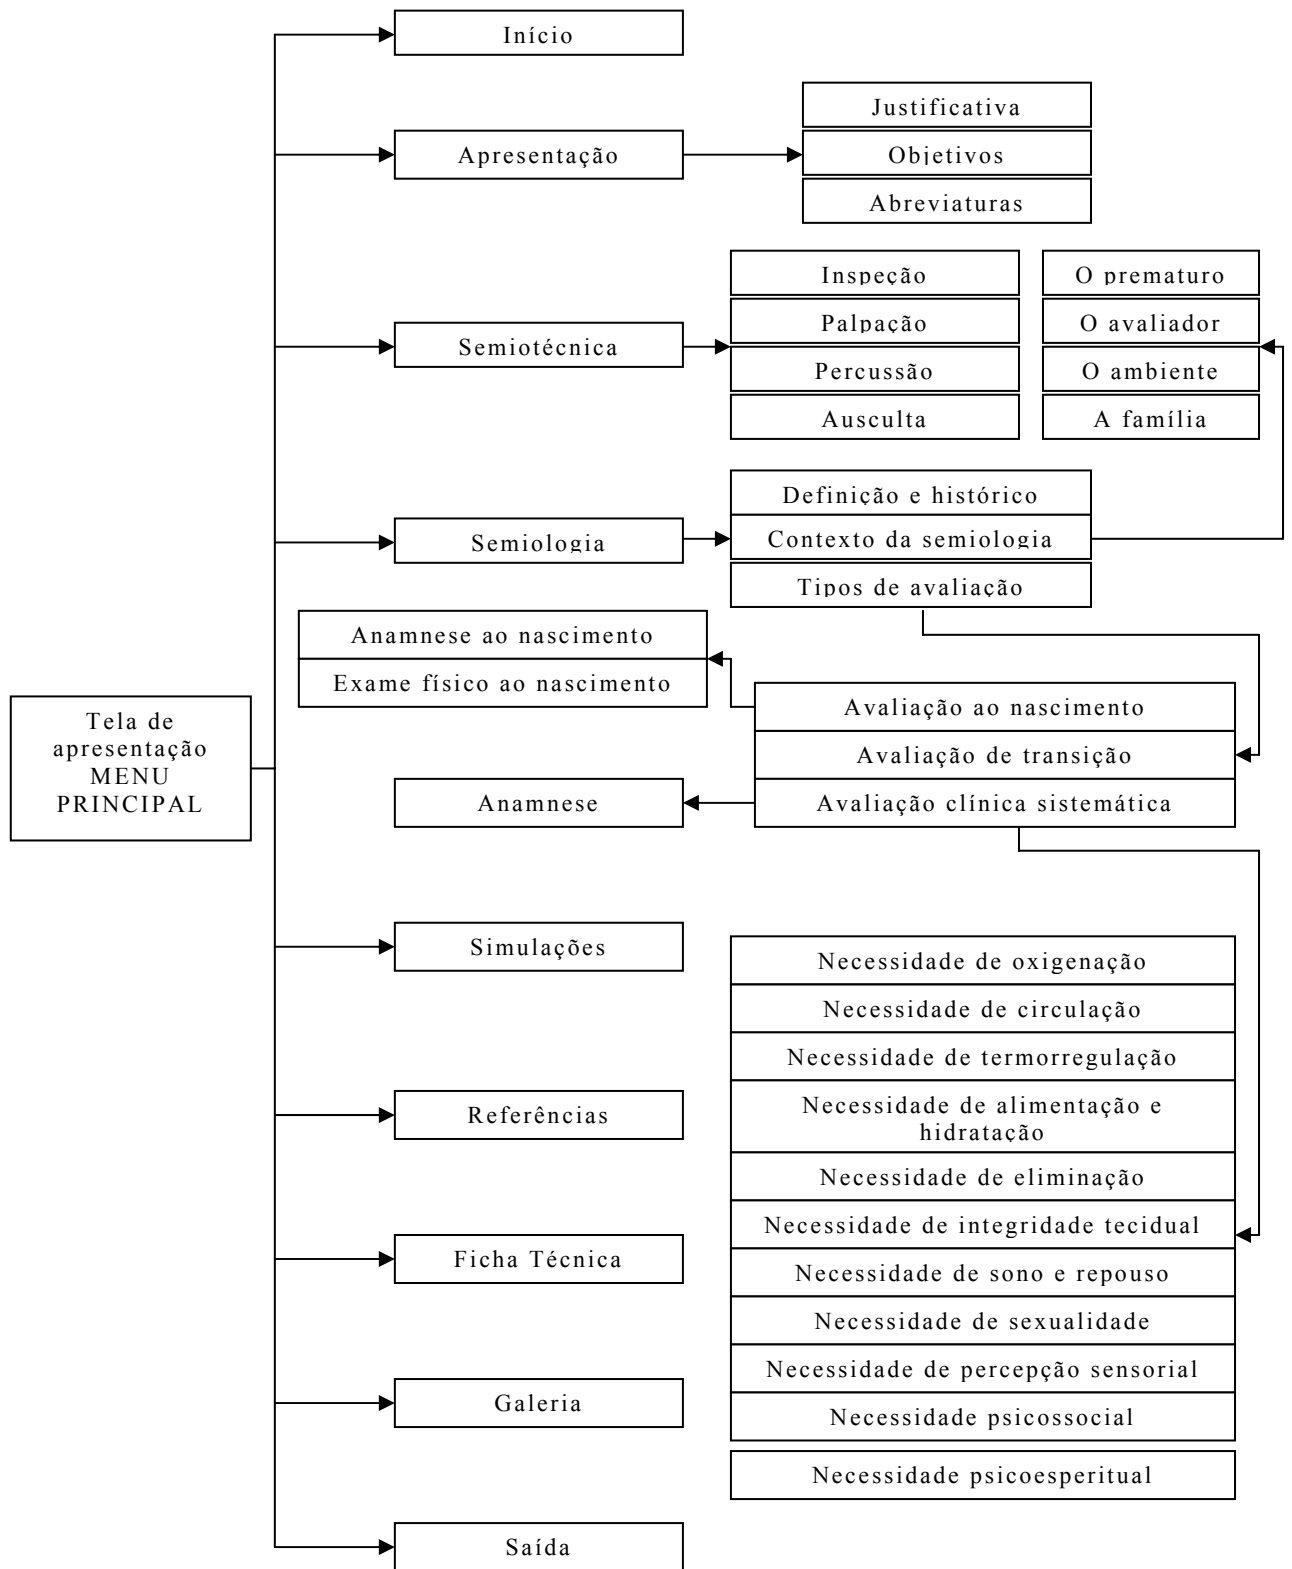 Início
Justificativa
Apresentação
Objetivos
Abreviaturas
Inspeção
O prematuro
Palpação
O avaliador
Semiotécnica
Percussão
O ambiente
Ausculta
A família
Definição e histórico
Semiologia
Contexto da semiologia
Tipos de avaliação
Anamnese ao nascimento
Exame físico ao nascimento
Tela de
apresentação
MENU
PRINCIPAL
Avaliação ao nascimento
Avaliação de transição
Anamnese
Avaliação clínica sistemática
Simulações
Necessidade de oxigenação
Necessidade de circulação
Necessidade de termorregulação
Referências
Necessidade de alimentação e
hidratação
Necessidade de eliminação
Necessidade de integridade tecidual
Ficha Técnica
Necessidade de sono e repouso
Necessidade de sexualidade
Necessidade de percepção sensorial
Galeria
Necessidade psicossocial
Necessidade psicoesperitual
Saída